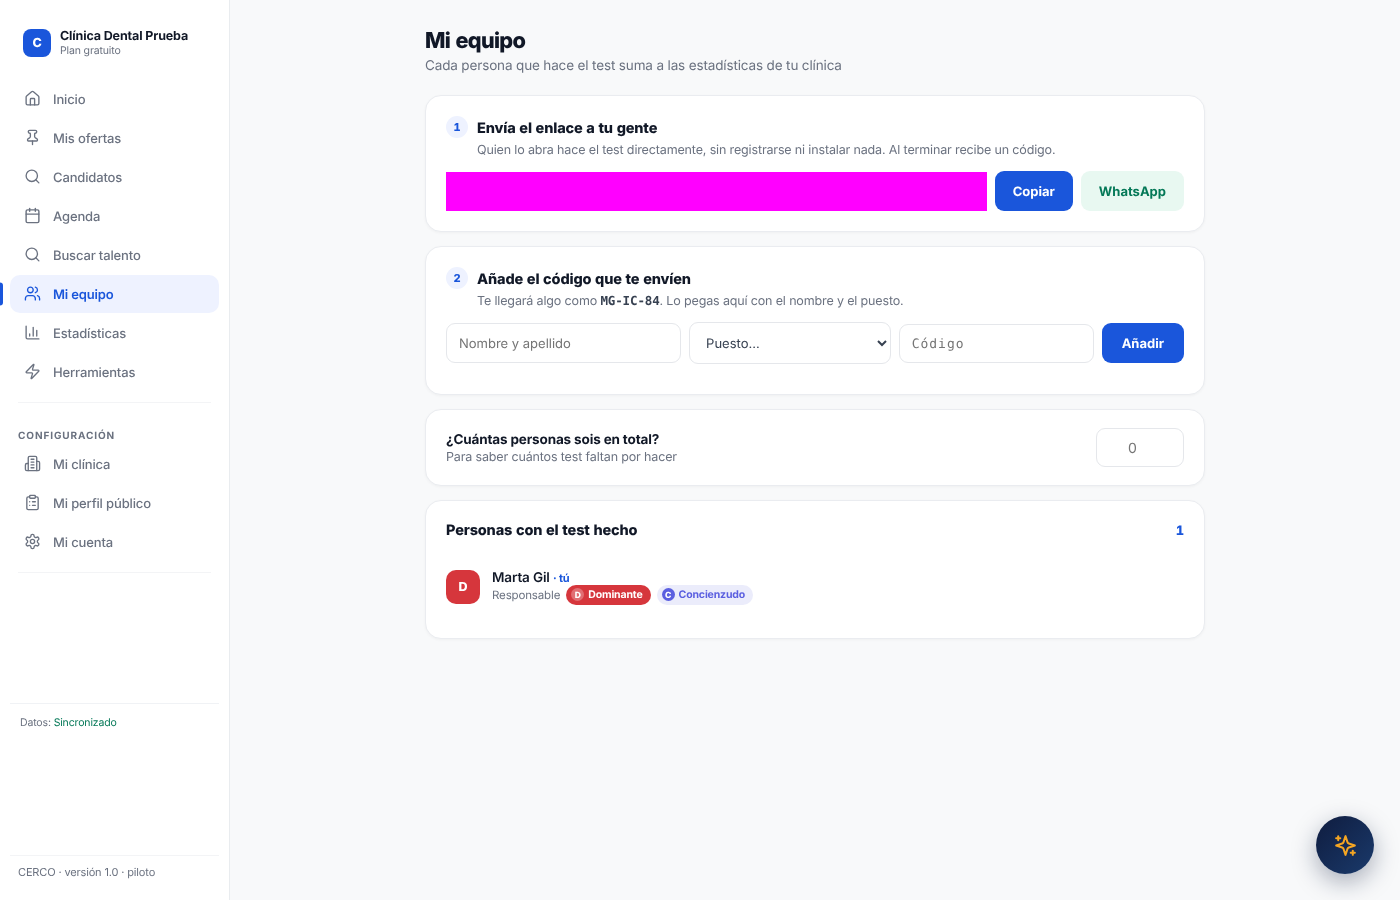 C
Clínica Dental Prueba
Plan gratuito
Inicio
Mis ofertas
Candidatos
Agenda
Buscar talento
Mi equipo
Estadísticas
Herramientas
CONFIGURACIÓN
Mi clínica
Mi perfil público
Mi cuenta
Datos: Sincronizado
CERCO · versión 1.0 · piloto
Mi equipo
Cada persona que hace el test suma a las estadísticas de tu clínica
1 Envía el enlace a tu gente
Quien lo abra hace el test directamente, sin registrarse ni instalar nada. Al terminar recibe un código.
Copiar WhatsApp
2 Añade el código que te envíen
Te llegará algo como MG-IC-84. Lo pegas aquí con el nombre y el puesto.
Nombre y apellido Puesto... Código Añadir
¿Cuántas personas sois en total?
Para saber cuántos test faltan por hacer
0
Personas con el test hecho 1
D
Marta Gil · tú
Responsable D Dominante C Concienzudo